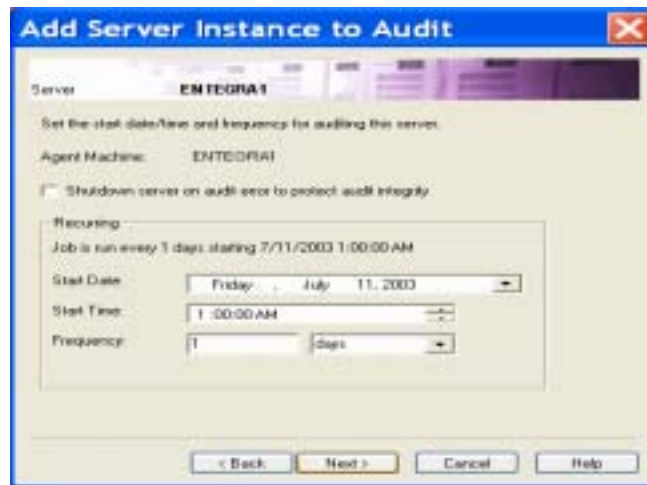 Add Server Instance to Audit
Server ENTEGRA1
Set the start date/time and frequency for auditing this server.
Agent Machine: ENTEGRA1
Shutdown server on audit error to protect audit integrity
Recurring
Job is run every 1 days starting 7/11/2003 1:00:00 AM
Start Date: Friday , July 11, 2003
Start Time: 1 :00:00 AM
Frequency: 1 days
< Back Next > Cancel Help